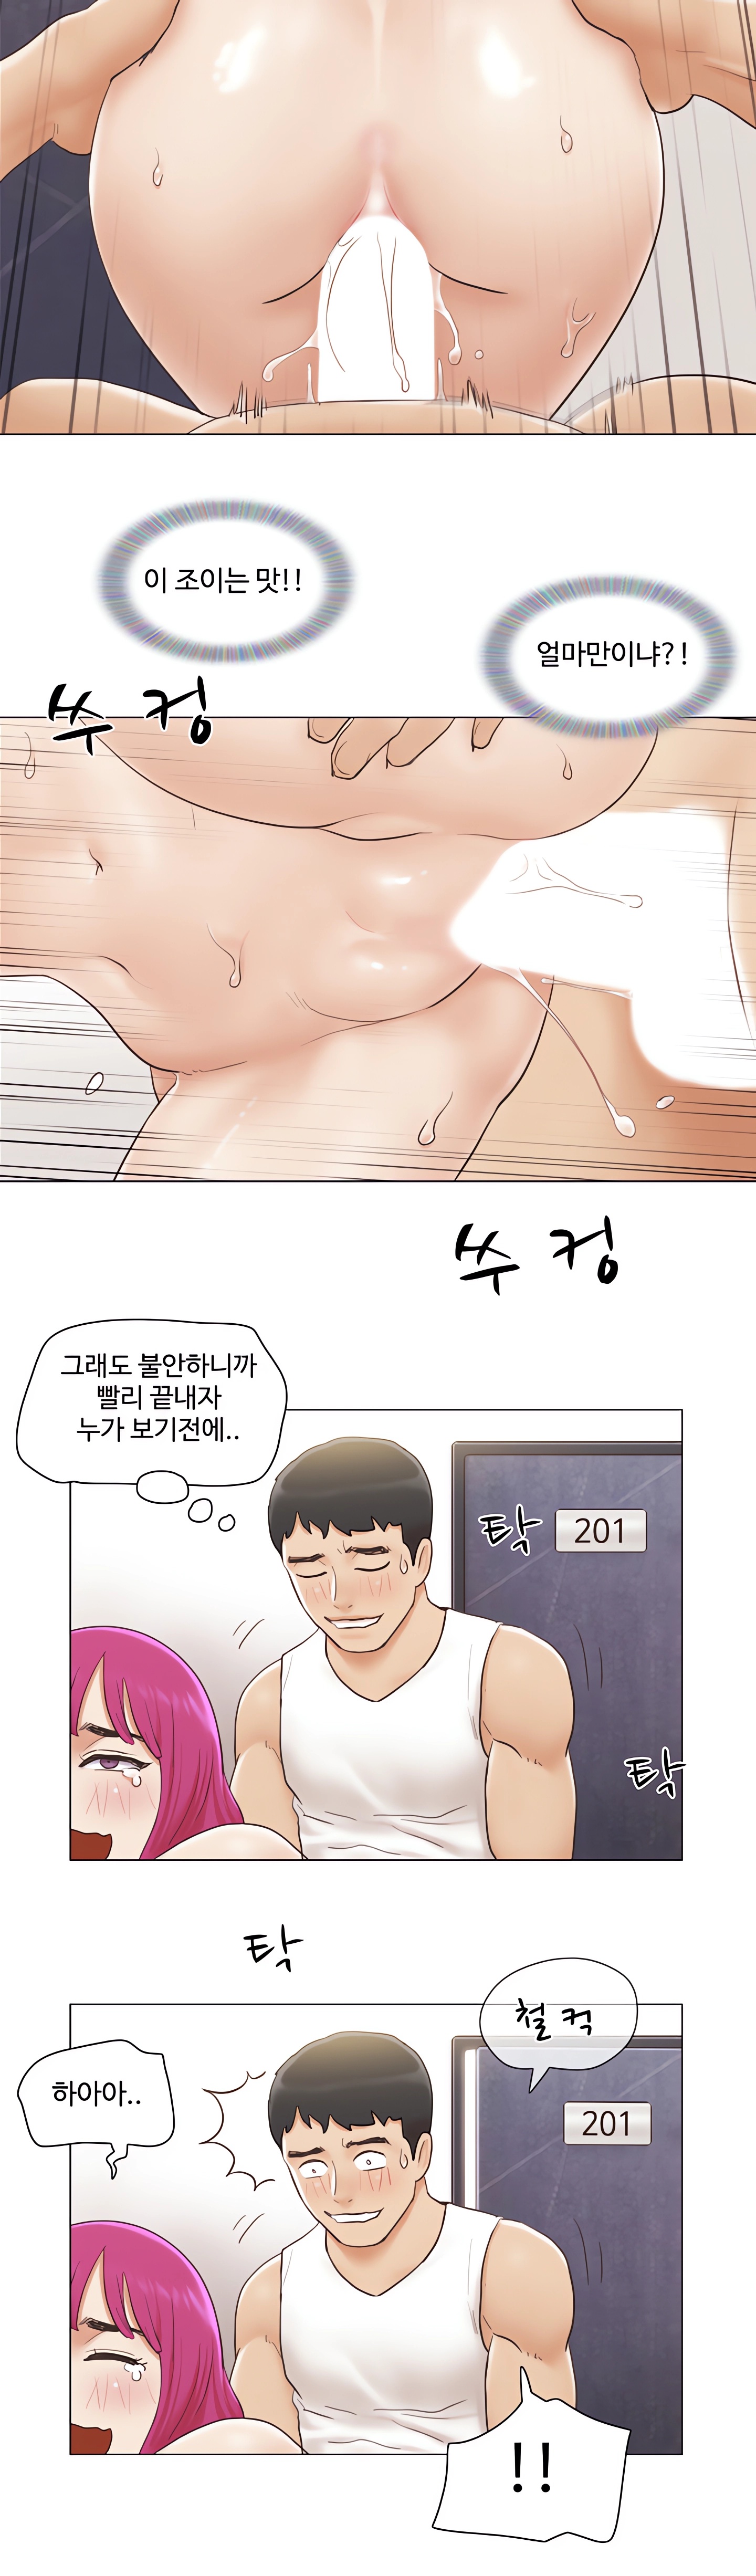 이 조이는 맛!!
얼마만이냐?!
쑤컹
쑤컹
그래도 불안하니까
빨리 끝내자
누가 보기전에..
탁
201
탁
탁
철컥
하아아..
201
!!